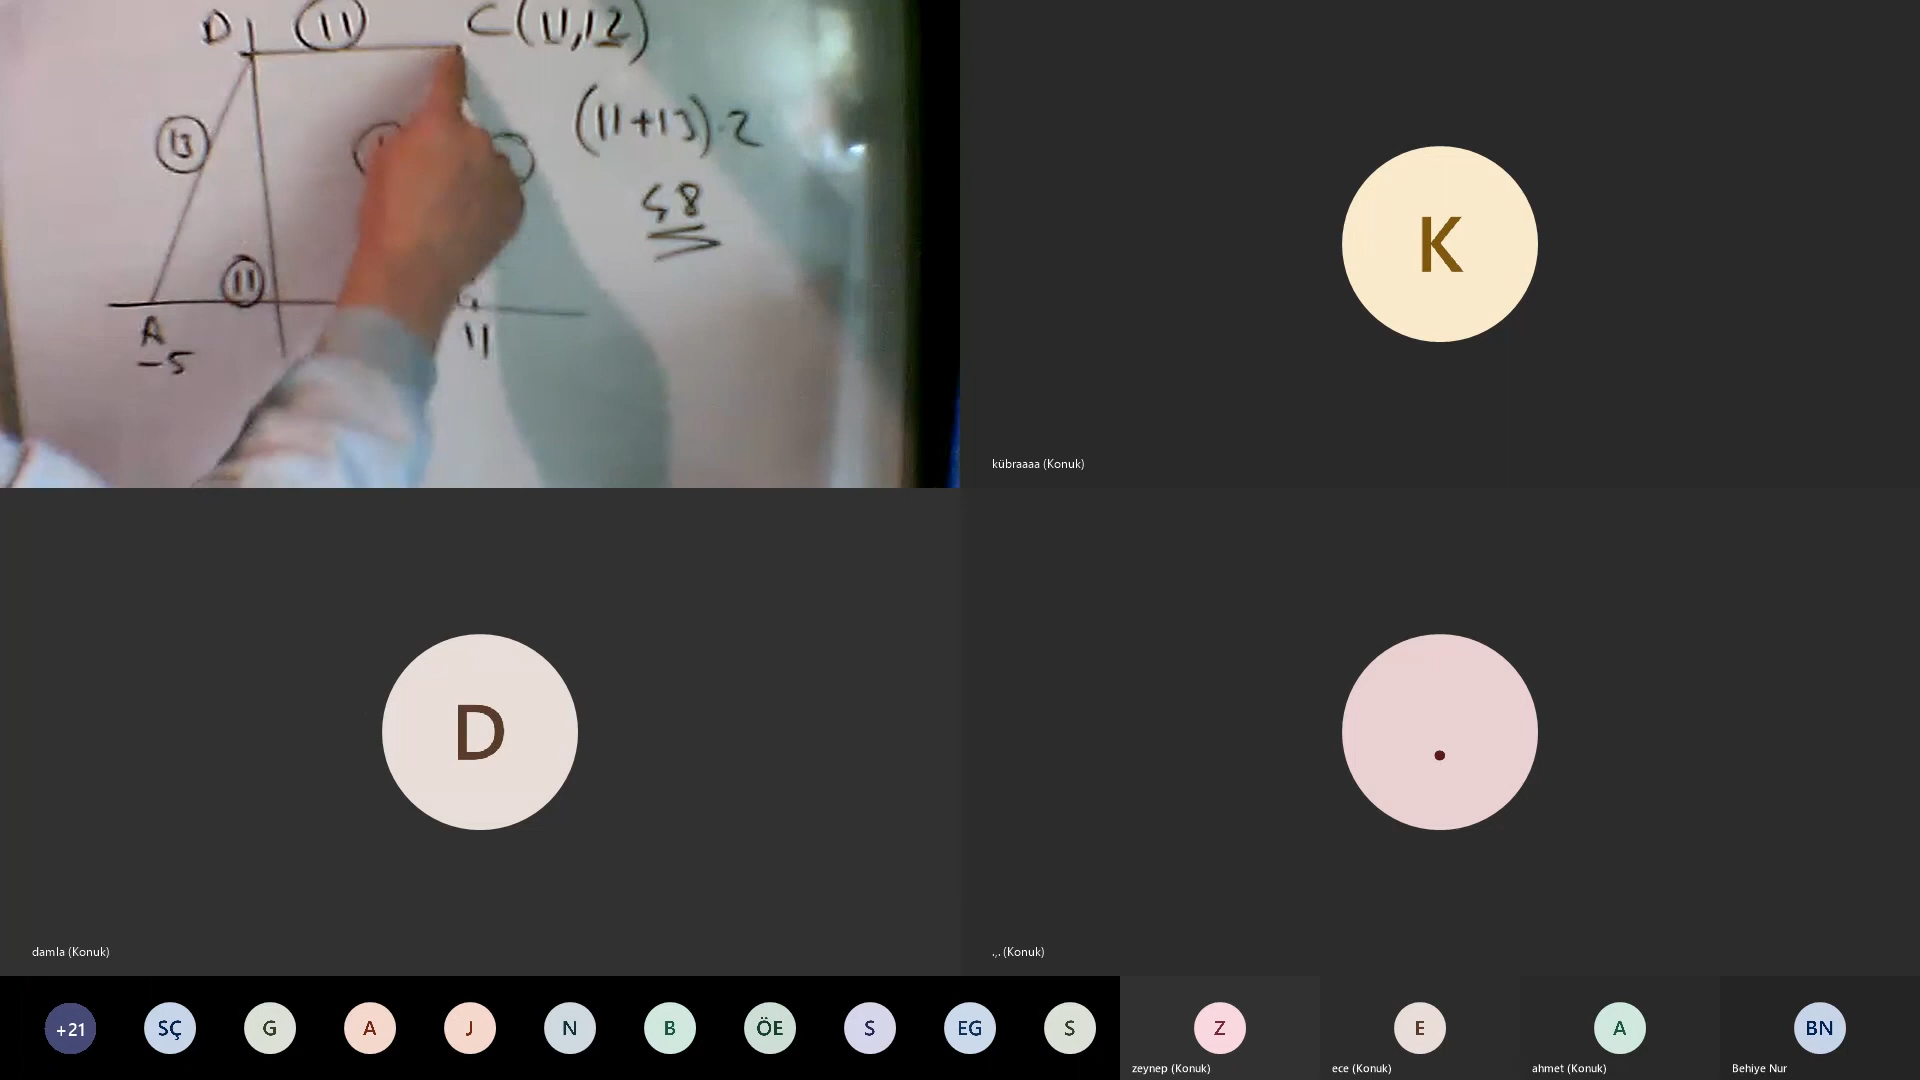 D 11 C(11,12)
(11+13).2
13
48
11
A
11
-5
K
kübraaaa (Konuk)
D
.
damla (Konuk)
.,. (Konuk)
+21 SÇ G A J N B ÖE S EG S Z E A BN
zeynep (Konuk) ece (Konuk) ahmet (Konuk) Behiye Nur